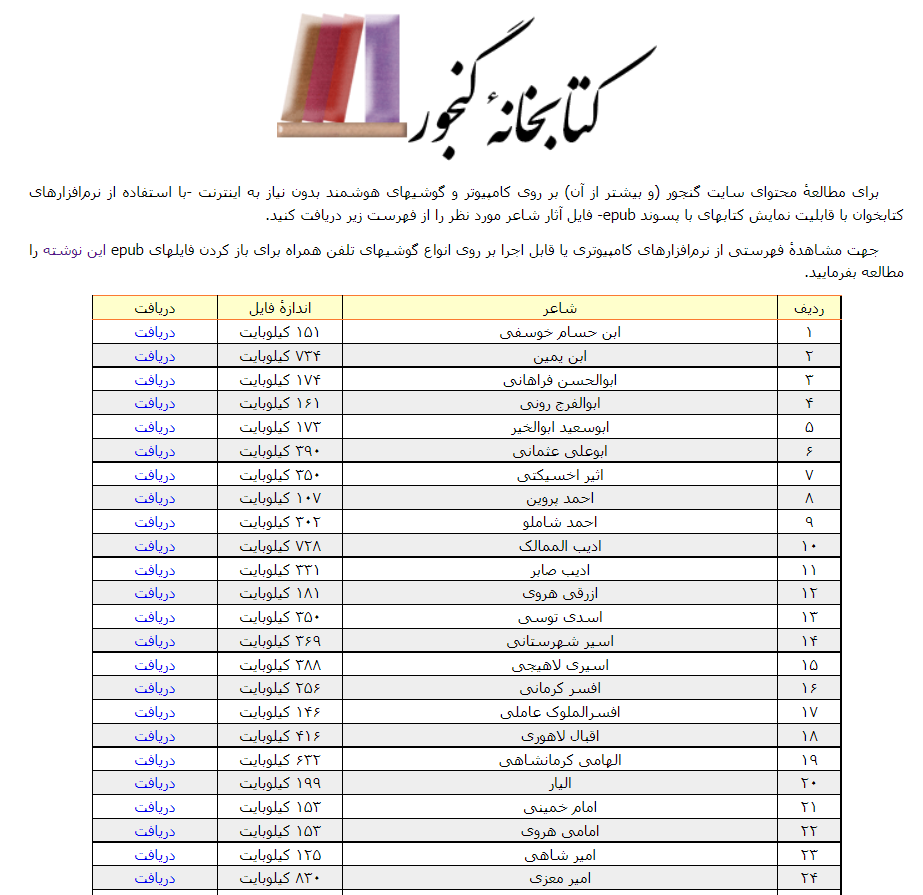 کتابخانهٔ گنجور
برای مطالعهٔ محتوای سایت گنجور (و بیشتر از آن) بر روی کامپیوتر و گوشیهای هوشمند بدون نیاز به اینترنت -با استفاده از نرم‌افزارهای
کتابخوان با قابلیت نمایش کتابهای با پسوند epub- فایل آثار شاعر مورد نظر را از فهرست زیر دریافت کنید.
جهت مشاهدهٔ فهرستی از نرم‌افزارهای کامپیوتری یا قابل اجرا بر روی انواع گوشیهای تلفن همراه برای باز کردن فایلهای epub این نوشته را
مطالعه بفرمایید.
ردیف شاعر اندازهٔ فایل دریافت
۱ ابن حسام خوسفی ۱۵۱ کیلوبایت دریافت
۲ ابن یمین ۷۳۴ کیلوبایت دریافت
۳ ابوالحسن فراهانی ۱۷۴ کیلوبایت دریافت
۴ ابوالفرج رونی ۱۶۱ کیلوبایت دریافت
۵ ابوسعید ابوالخیر ۱۷۳ کیلوبایت دریافت
۶ ابوعلی عثمانی ۳۹۰ کیلوبایت دریافت
۷ اثیر اخسیکتی ۳۵۰ کیلوبایت دریافت
۸ احمد پروین ۱۰۷ کیلوبایت دریافت
۹ احمد شاملو ۳۰۲ کیلوبایت دریافت
۱۰ ادیب الممالک ۷۲۸ کیلوبایت دریافت
۱۱ ادیب صابر ۳۳۱ کیلوبایت دریافت
۱۲ ازرقی هروی ۱۸۱ کیلوبایت دریافت
۱۳ اسدی توسی ۳۵۰ کیلوبایت دریافت
۱۴ اسیر شهرستانی ۳۶۹ کیلوبایت دریافت
۱۵ اسیری لاهیجی ۳۸۸ کیلوبایت دریافت
۱۶ افسر کرمانی ۲۵۶ کیلوبایت دریافت
۱۷ افسرالملوک عاملی ۱۴۶ کیلوبایت دریافت
۱۸ اقبال لاهوری ۴۱۶ کیلوبایت دریافت
۱۹ الهامی کرمانشاهی ۶۳۲ کیلوبایت دریافت
۲۰ الیار ۱۹۹ کیلوبایت دریافت
۲۱ امام خمینی ۱۵۳ کیلوبایت دریافت
۲۲ امامی هروی ۱۵۳ کیلوبایت دریافت
۲۳ امیر شاهی ۱۲۵ کیلوبایت دریافت
۲۴ امیر معزی ۸۳۰ کیلوبایت دریافت